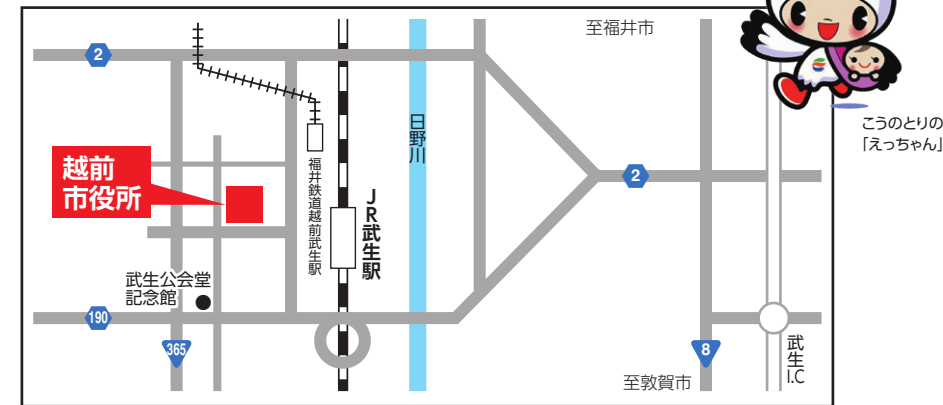 至福井市
2
こうのとりの
「えっちゃん」
日野川
越前
市役所
福井鉄道越前武生駅
JR武生駅
2
武生公会堂
記念館
190
365
8
武生I.C
至敦賀市